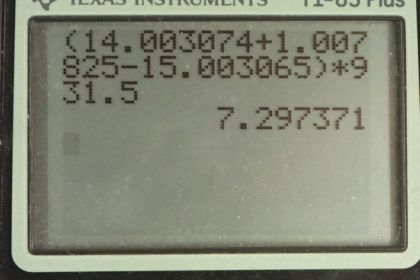 TEXAS INSTRUMENTS TI-83 Plus
(14.003074+1.007
825-15.003065)*9
31.5
7.297371